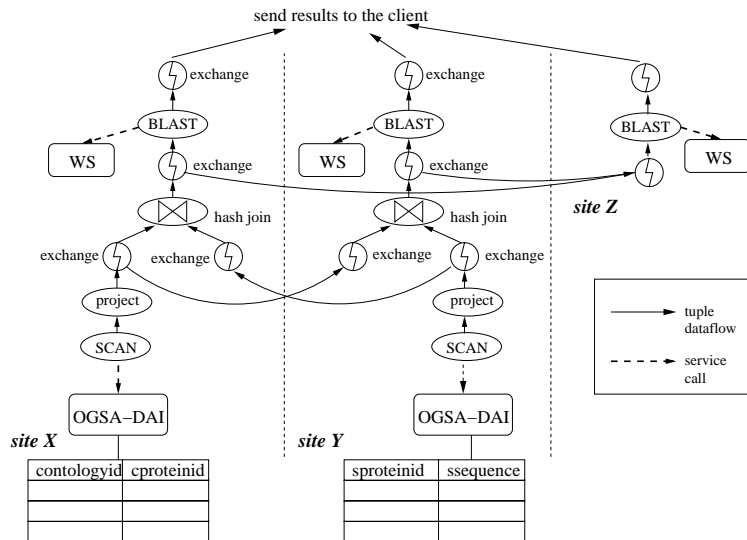 send results to the client
exchange
exchange
BLAST
BLAST
BLAST
WS
exchange
WS
exchange
WS
site Z
hash join
hash join
exchange
exchange
exchange
exchange
project
project
tuple
dataflow
SCAN
SCAN
service
call
OGSA-DAI
OGSA-DAI
site X
site Y
contologyid cproteinid
sproteinid ssequence